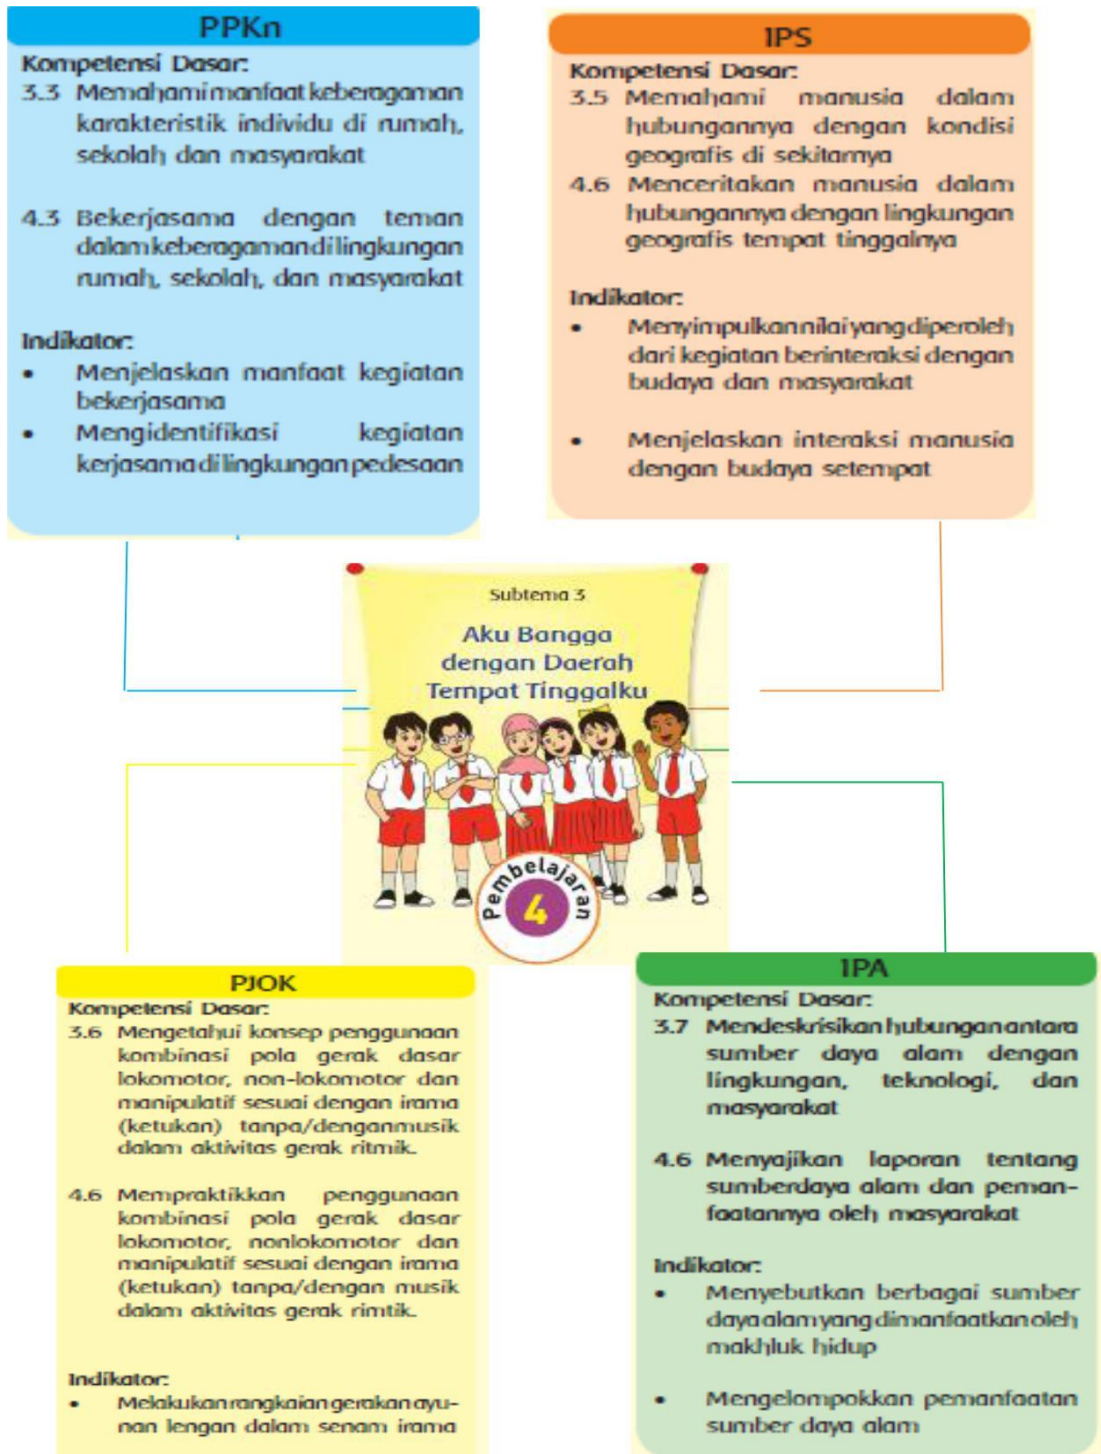 PPKn
Kompetensi Dasar:
3.3 Memahami manfaat keberagaman
karakteristik individu di rumah,
sekolah dan masyarakat
4.3 Bekerjasama dengan teman
dalam keberagaman di lingkungan
rumah, sekolah, dan masyarakat
Indikator:
• Menjelaskan manfaat kegiatan
bekerjasama
• Mengidentifikasi kegiatan
kerjasama di lingkungan pedesaan
IPS
Kompetensi Dasar:
3.5 Memahami manusia dalam
hubungannya dengan kondisi
geografis di sekitarnya
4.6 Menceritakan manusia dalam
hubungannya dengan lingkungan
geografis tempat tinggalnya
Indikator:
• Menyimpulkan nilai yang diperoleh
dari kegiatan berinteraksi dengan
budaya dan masyarakat
• Menjelaskan interaksi manusia
dengan budaya setempat
Subtema 3
Aku Bangga
dengan Daerah
Tempat Tinggalku
Pembelajaran
4
PJOK
Kompetensi Dasar:
3.6 Mengetahui konsep penggunaan
kombinasi pola gerak dasar
lokomotor, non-lokomotor dan
manipulatif sesuai dengan irama
(ketukan) tanpa/dengan musik
dalam aktivitas gerak ritmik.
4.6 Mempraktikkan penggunaan
kombinasi pola gerak dasar
lokomotor, nonlokomotor dan
manipulatif sesuai dengan irama
(ketukan) tanpa/dengan musik
dalam aktivitas gerak rimtik.
Indikator:
• Melakukan rangkaian gerakan ayu-
nan lengan dalam senam irama
IPA
Kompetensi Dasar:
3.7 Mendeskrisikan hubungan antara
sumber daya alam dengan
lingkungan, teknologi, dan
masyarakat
4.6 Menyajikan laporan tentang
sumberdaya alam dan peman-
faatannya oleh masyarakat
Indikator:
• Menyebutkan berbagai sumber
daya alam yang dimanfaatkan oleh
makhluk hidup
• Mengelompokkan pemanfaatan
sumber daya alam